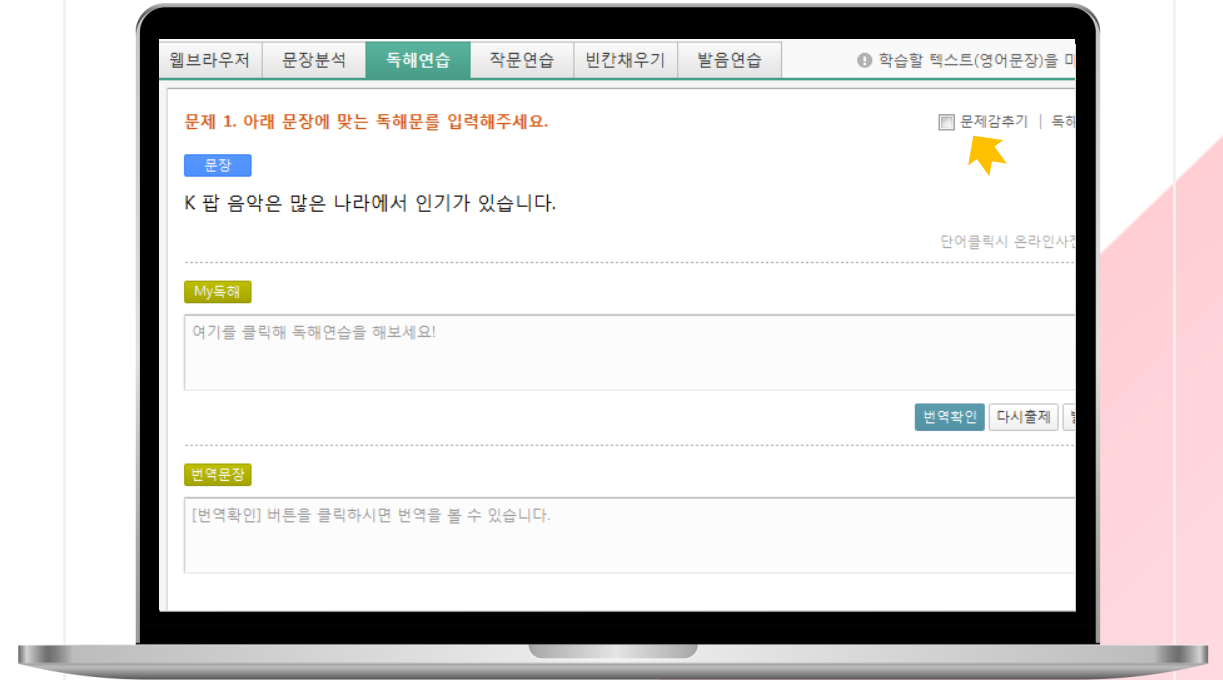 웹브라우저 문장분석 독해연습 작문연습 빈칸채우기 발음연습 학습할 텍스트(영어문장)을
문제 1. 아래 문장에 맞는 독해문를 입력해주세요. 문제감추기 | 독해
문장
K 팝 음악은 많은 나라에서 인기가 있습니다.
단어클릭시 온라인사전
My독해
여기를 클릭해 독해연습을 해보세요!
번역확인 다시출제
번역문장
[번역확인] 버튼을 클릭하시면 번역을 볼 수 있습니다.